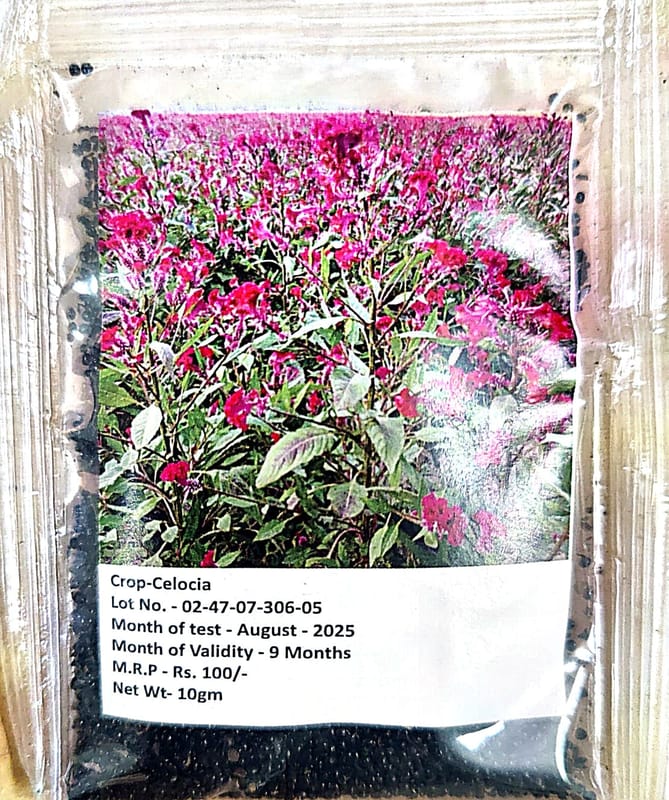 Crop-Celocia
Lot No. - 02-47-07-306-05
Month of test - August - 2025
Month of Validity - 9 Months
M.R.P - Rs. 100/-
Net Wt- 10gm